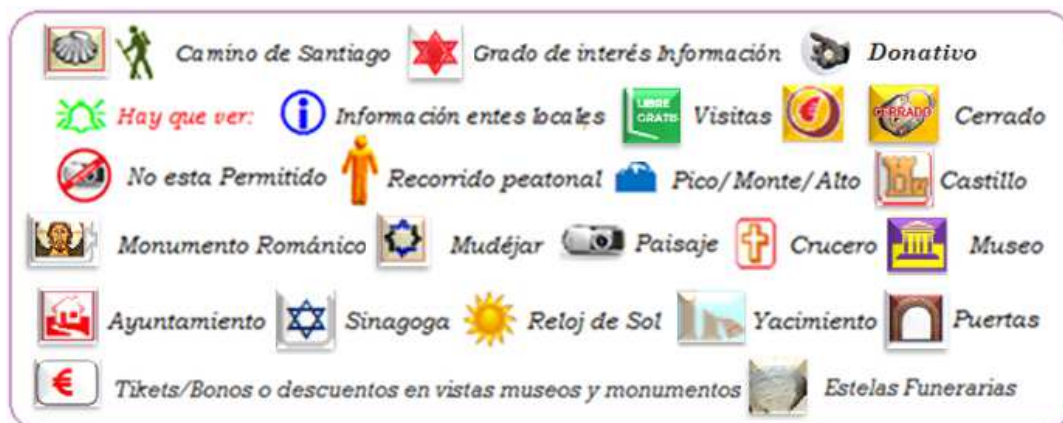 Camino de Santiago Grado de interés Información Donativo
Hay que ver: Información entes locales LIBRE GRATIS Visitas € CERRADO Cerrado
No esta Permitido Recorrido peatonal Pico/Monte/Alto Castillo
Monumento Románico Mudéjar Paisaje Crucero Museo
Ayuntamiento Sinagoga Reloj de Sol Yacimiento Puertas
€ Tikets/Bonos o descuentos en vistas museos y monumentos Estelas Funerarias